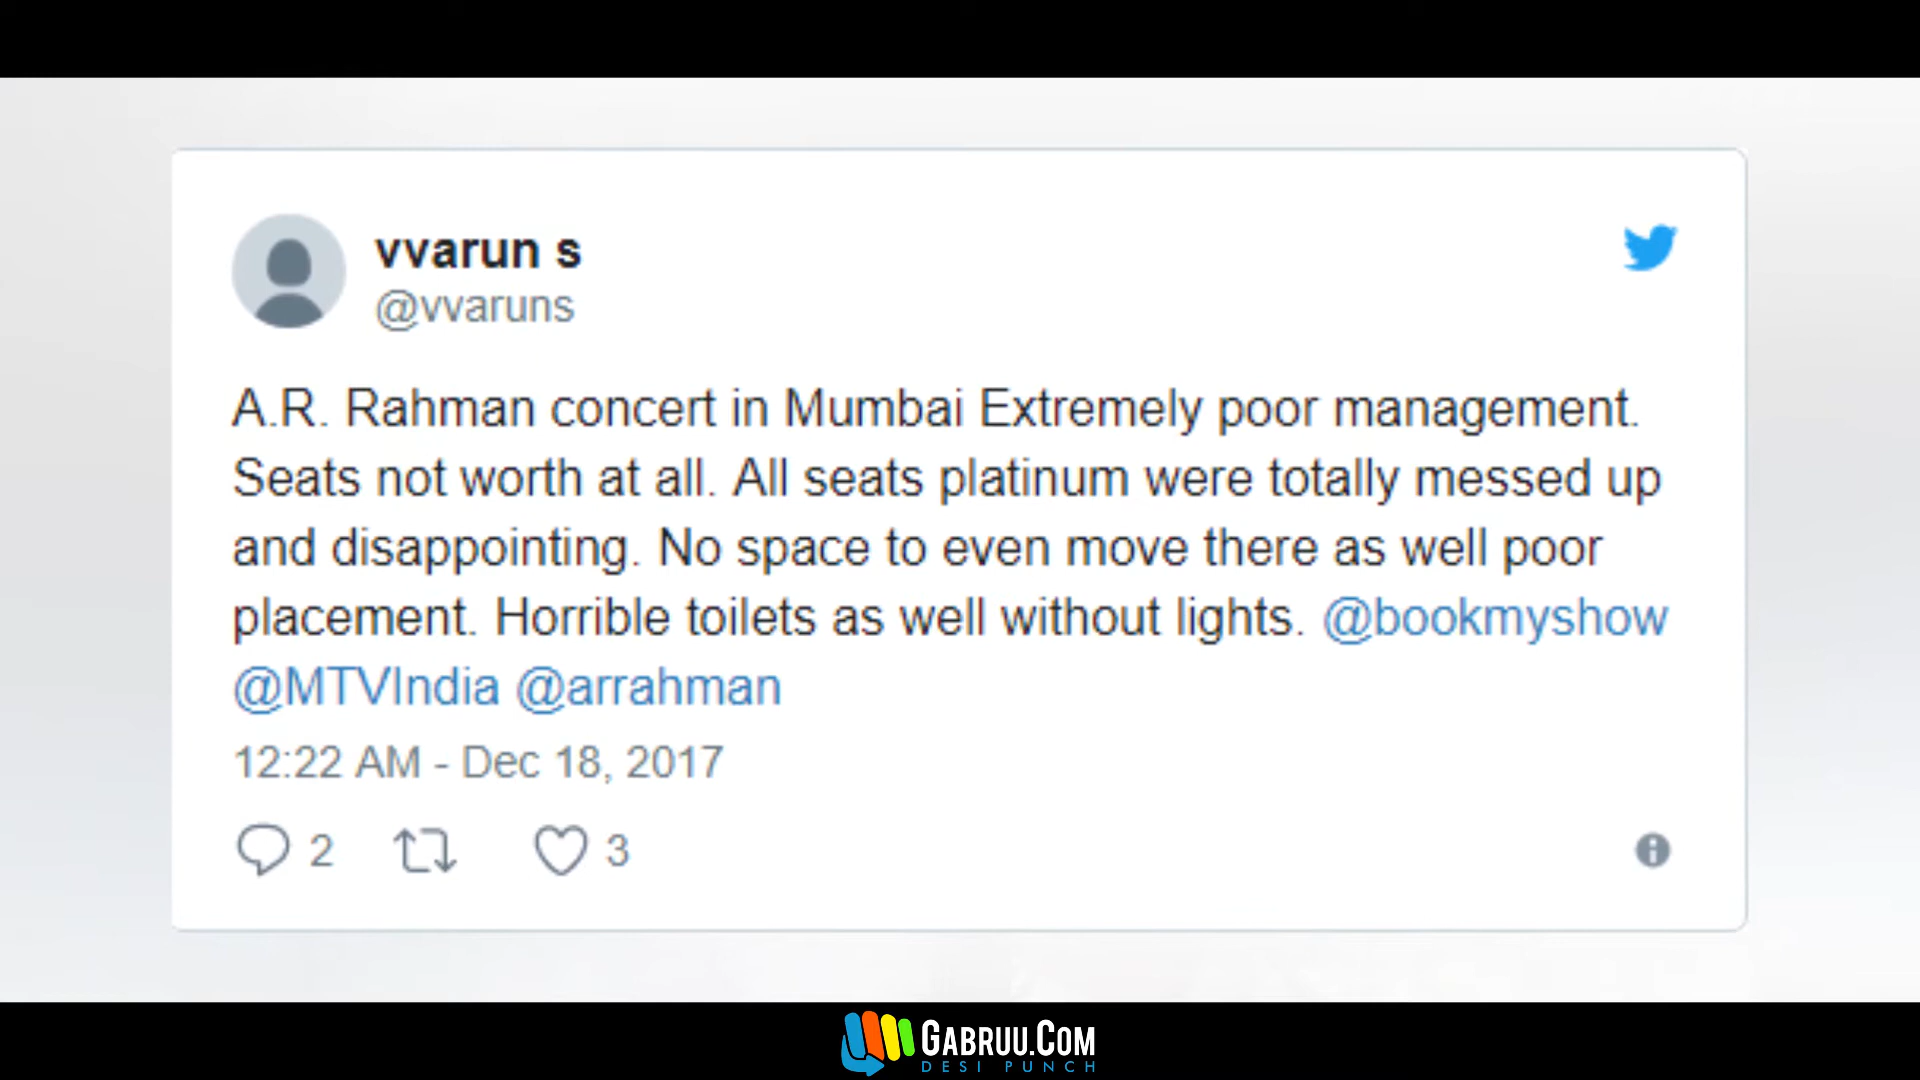 vvarun s
@vvaruns
A.R. Rahman concert in Mumbai Extremely poor management.
Seats not worth at all. All seats platinum were totally messed up
and disappointing. No space to even move there as well poor
placement. Horrible toilets as well without lights. @bookmyshow
@MTVIndia @arrahman
12:22 AM - Dec 18, 2017
2 3
GABRUU.COM
DESI PUNCH